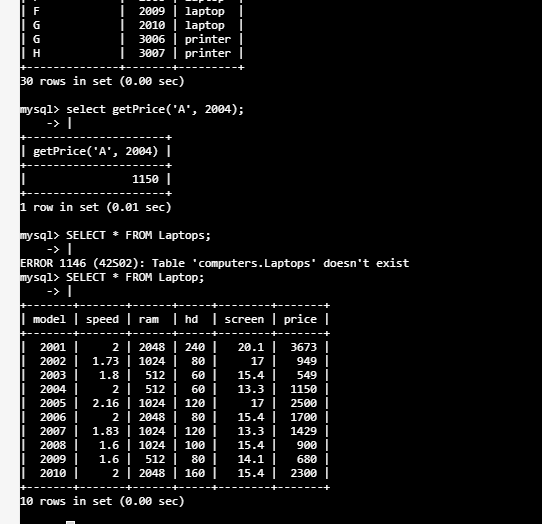 | F | 2009 | laptop |
| G | 2010 | laptop |
| G | 3006 | printer |
| H | 3007 | printer |
+--------------+-------+---------+
30 rows in set (0.00 sec)
mysql> select getPrice('A', 2004);
    -> |
+---------------------+
| getPrice('A', 2004) |
+---------------------+
|                1150 |
+---------------------+
1 row in set (0.01 sec)
mysql> SELECT * FROM Laptops;
    -> |
ERROR 1146 (42S02): Table 'computers.Laptops' doesn't exist
mysql> SELECT * FROM Laptop;
    -> |
+-------+-------+------+-----+--------+-------+
| model | speed | ram  | hd  | screen | price |
+-------+-------+------+-----+--------+-------+
|  2001 |     2 | 2048 | 240 |   20.1 |  3673 |
|  2002 |  1.73 | 1024 |  80 |     17 |   949 |
|  2003 |   1.8 |  512 |  60 |   15.4 |   549 |
|  2004 |     2 |  512 |  60 |   13.3 |  1150 |
|  2005 |  2.16 | 1024 | 120 |     17 |  2500 |
|  2006 |     2 | 2048 |  80 |   15.4 |  1700 |
|  2007 |  1.83 | 1024 | 120 |   13.3 |  1429 |
|  2008 |   1.6 | 1024 | 100 |   15.4 |   900 |
|  2009 |   1.6 |  512 |  80 |   14.1 |   680 |
|  2010 |     2 | 2048 | 160 |   15.4 |  2300 |
+-------+-------+------+-----+--------+-------+
10 rows in set (0.00 sec)